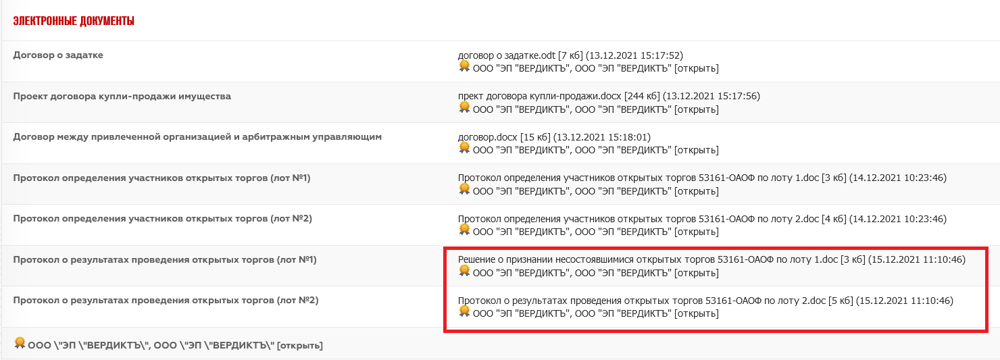 ЭЛЕКТРОННЫЕ ДОКУМЕНТЫ
Договор о задатке
договор о задатке.odt [7 кб] (13.12.2021 15:17:52)
ООО "ЭП "ВЕРДИКТЪ", ООО "ЭП "ВЕРДИКТЪ" [открыть]
Проект договора купли-продажи имущества
прект договора купли-продажи.docx [244 кб] (13.12.2021 15:17:56)
ООО "ЭП "ВЕРДИКТЪ", ООО "ЭП "ВЕРДИКТЪ" [открыть]
Договор между привлеченной организацией и арбитражным управляющим
договор.docx [15 кб] (13.12.2021 15:18:01)
ООО "ЭП "ВЕРДИКТЪ", ООО "ЭП "ВЕРДИКТЪ" [открыть]
Протокол определения участников открытых торгов (лот №1)
Протокол определения участников открытых торгов 53161-ОАОФ по лоту 1.doc [3 кб] (14.12.2021 10:23:46)
ООО "ЭП "ВЕРДИКТЪ", ООО "ЭП "ВЕРДИКТЪ" [открыть]
Протокол определения участников открытых торгов (лот №2)
Протокол определения участников открытых торгов 53161-ОАОФ по лоту 2.doc [4 кб] (14.12.2021 10:23:46)
ООО "ЭП "ВЕРДИКТЪ", ООО "ЭП "ВЕРДИКТЪ" [открыть]
Протокол о результатах проведения открытых торгов (лот №1)
Решение о признании несостоявшимися открытых торгов 53161-ОАОФ по лоту 1.doc [3 кб] (15.12.2021 11:10:46)
ООО "ЭП "ВЕРДИКТЪ", ООО "ЭП "ВЕРДИКТЪ" [открыть]
Протокол о результатах проведения открытых торгов (лот №2)
Протокол о результатах проведения открытых торгов 53161-ОАОФ по лоту 2.doc [5 кб] (15.12.2021 11:10:46)
ООО "ЭП "ВЕРДИКТЪ", ООО "ЭП "ВЕРДИКТЪ" [открыть]
ООО \"ЭП \"ВЕРДИКТЪ\", ООО \"ЭП \"ВЕРДИКТЪ\" [открыть]